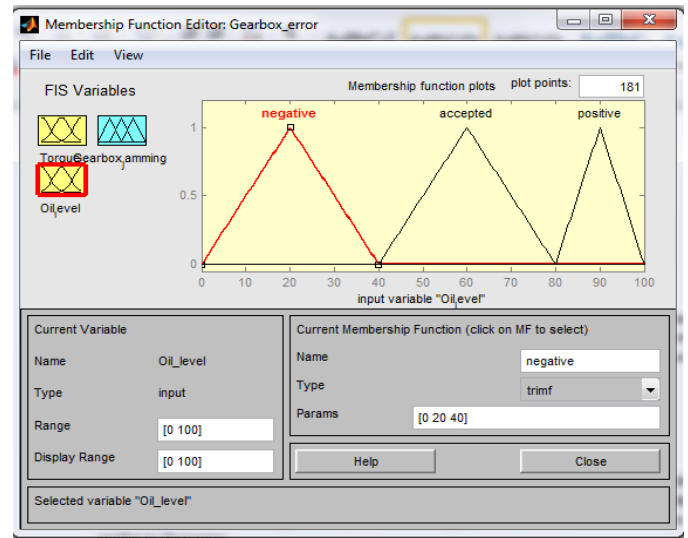 Membership Function Editor: Gearbox_error
File Edit View
FIS Variables
Membership function plots plot points: 181
negative accepted positive
1
0.5
0
0 10 20 30 40 50 60 70 80 90 100
input variable "Oil_level"
Torque
Gearbox_jamming
Oil_level
Current Variable
Name Oil_level
Type input
Range [0 100]
Display Range [0 100]
Current Membership Function (click on MF to select)
Name negative
Type trimf
Params [0 20 40]
Help Close
Selected variable "Oil_level"